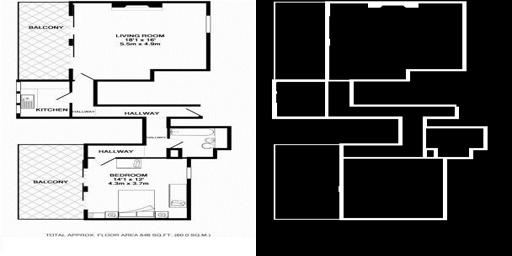 BALCONY
LIVING ROOM
18'1 x 16'
5.5m x 4.9m
KITCHEN
HALLWAY
HALLWAY
HALLWAY
HALLWAY
BALCONY
BEDROOM
14'1 x 12'
4.3m x 3.7m
TOTAL APPROX. FLOOR AREA 646 SQ.FT. (60.0 SQ.M.)